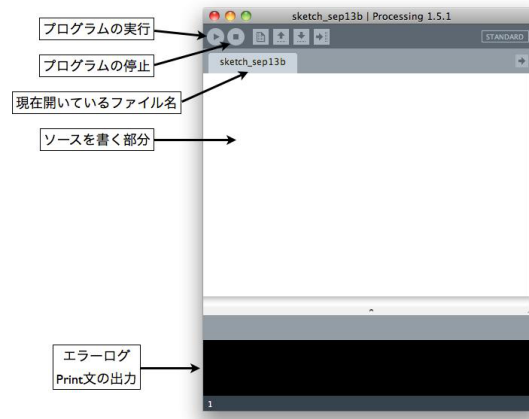 sketch_sep13b | Processing 1.5.1
プログラムの実行
STANDARD
プログラムの停止
sketch_sep13b
現在開いているファイル名
ソースを書く部分
エラーログ
Print文の出力
1